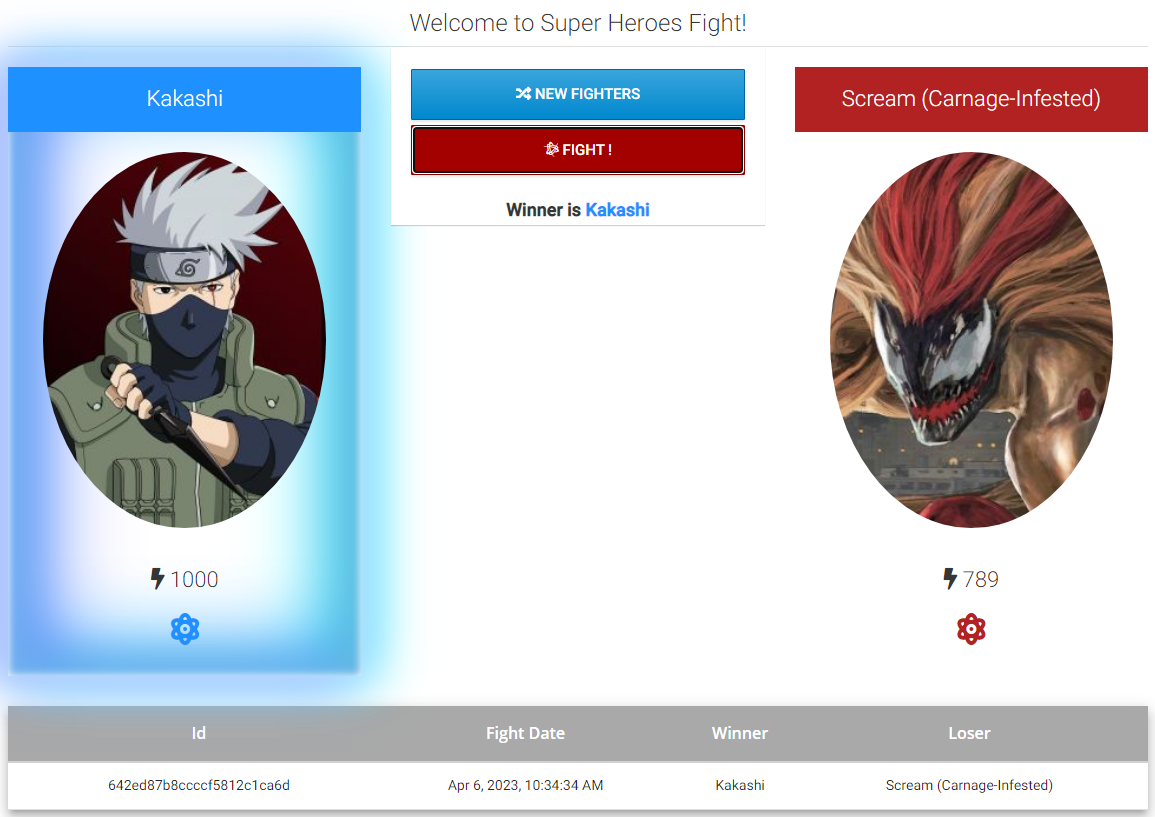 Welcome to Super Heroes Fight!
Kakashi
NEW FIGHTERS
FIGHT !
Winner is Kakashi
Scream (Carnage-Infested)
1000
789
Id Fight Date Winner Loser
642ed87b8ccccf5812c1ca6d Apr 6, 2023, 10:34:34 AM Kakashi Scream (Carnage-Infested)